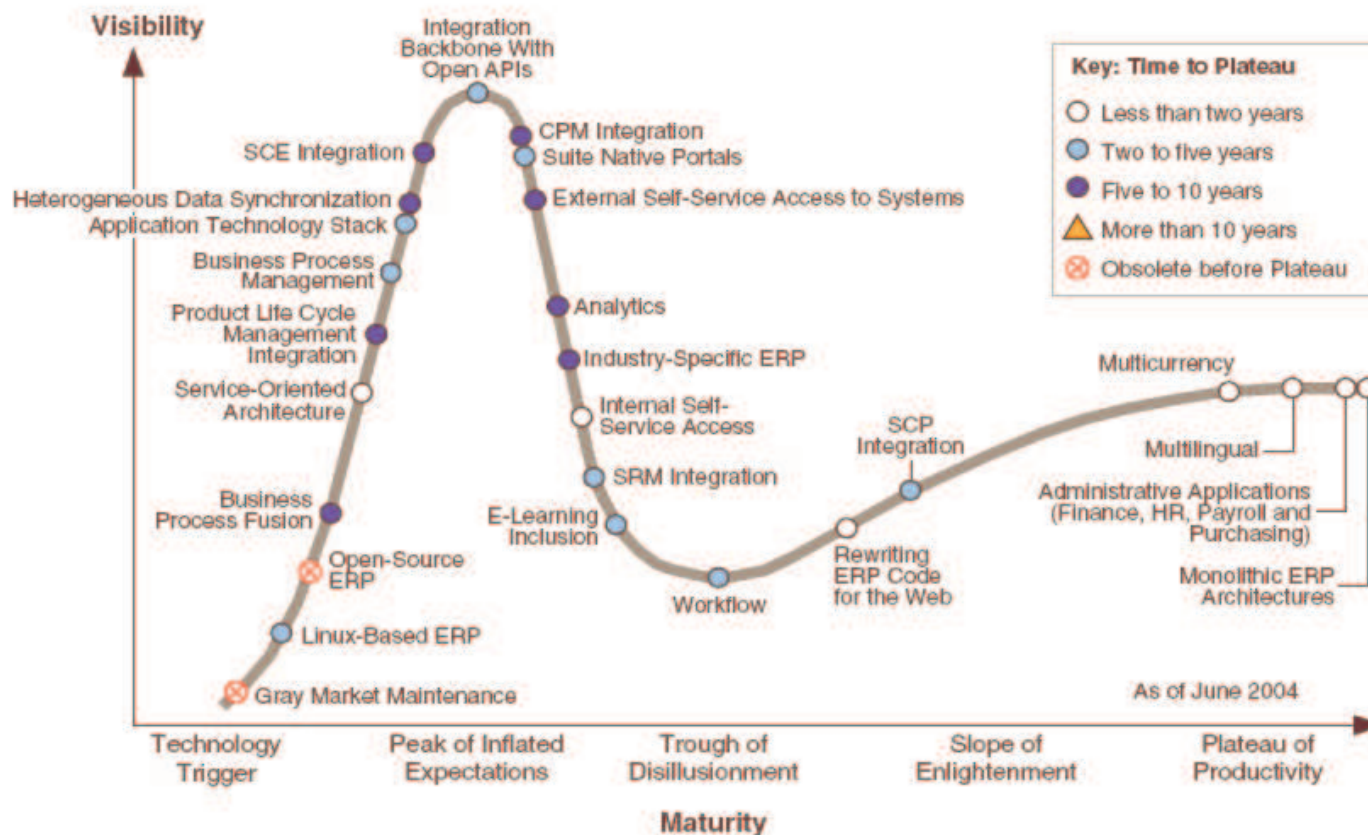 Visibility
Integration
Backbone With
Open APIs
Key: Time to Plateau
Less than two years
Two to five years
Five to 10 years
More than 10 years
Obsolete before Plateau
CPM Integration
SCE Integration
Suite Native Portals
Heterogeneous Data Synchronization
External Self-Service Access to Systems
Application Technology Stack
Business Process
Management
Analytics
Product Life Cycle
Management
Integration
Industry-Specific ERP
Multicurrency
Service-Oriented
Architecture
Internal Self-
Service Access
SCP
Integration
Multilingual
SRM Integration
Administrative Applications
(Finance, HR, Payroll and
Purchasing)
Business
Process Fusion
E-Learning
Inclusion
Open-Source
ERP
Rewriting
ERP Code
for the Web
Monolithic ERP
Architectures
Workflow
Linux-Based ERP
Gray Market Maintenance
As of June 2004
Technology
Trigger
Peak of Inflated
Expectations
Trough of
Disillusionment
Slope of
Enlightenment
Plateau of
Productivity
Maturity